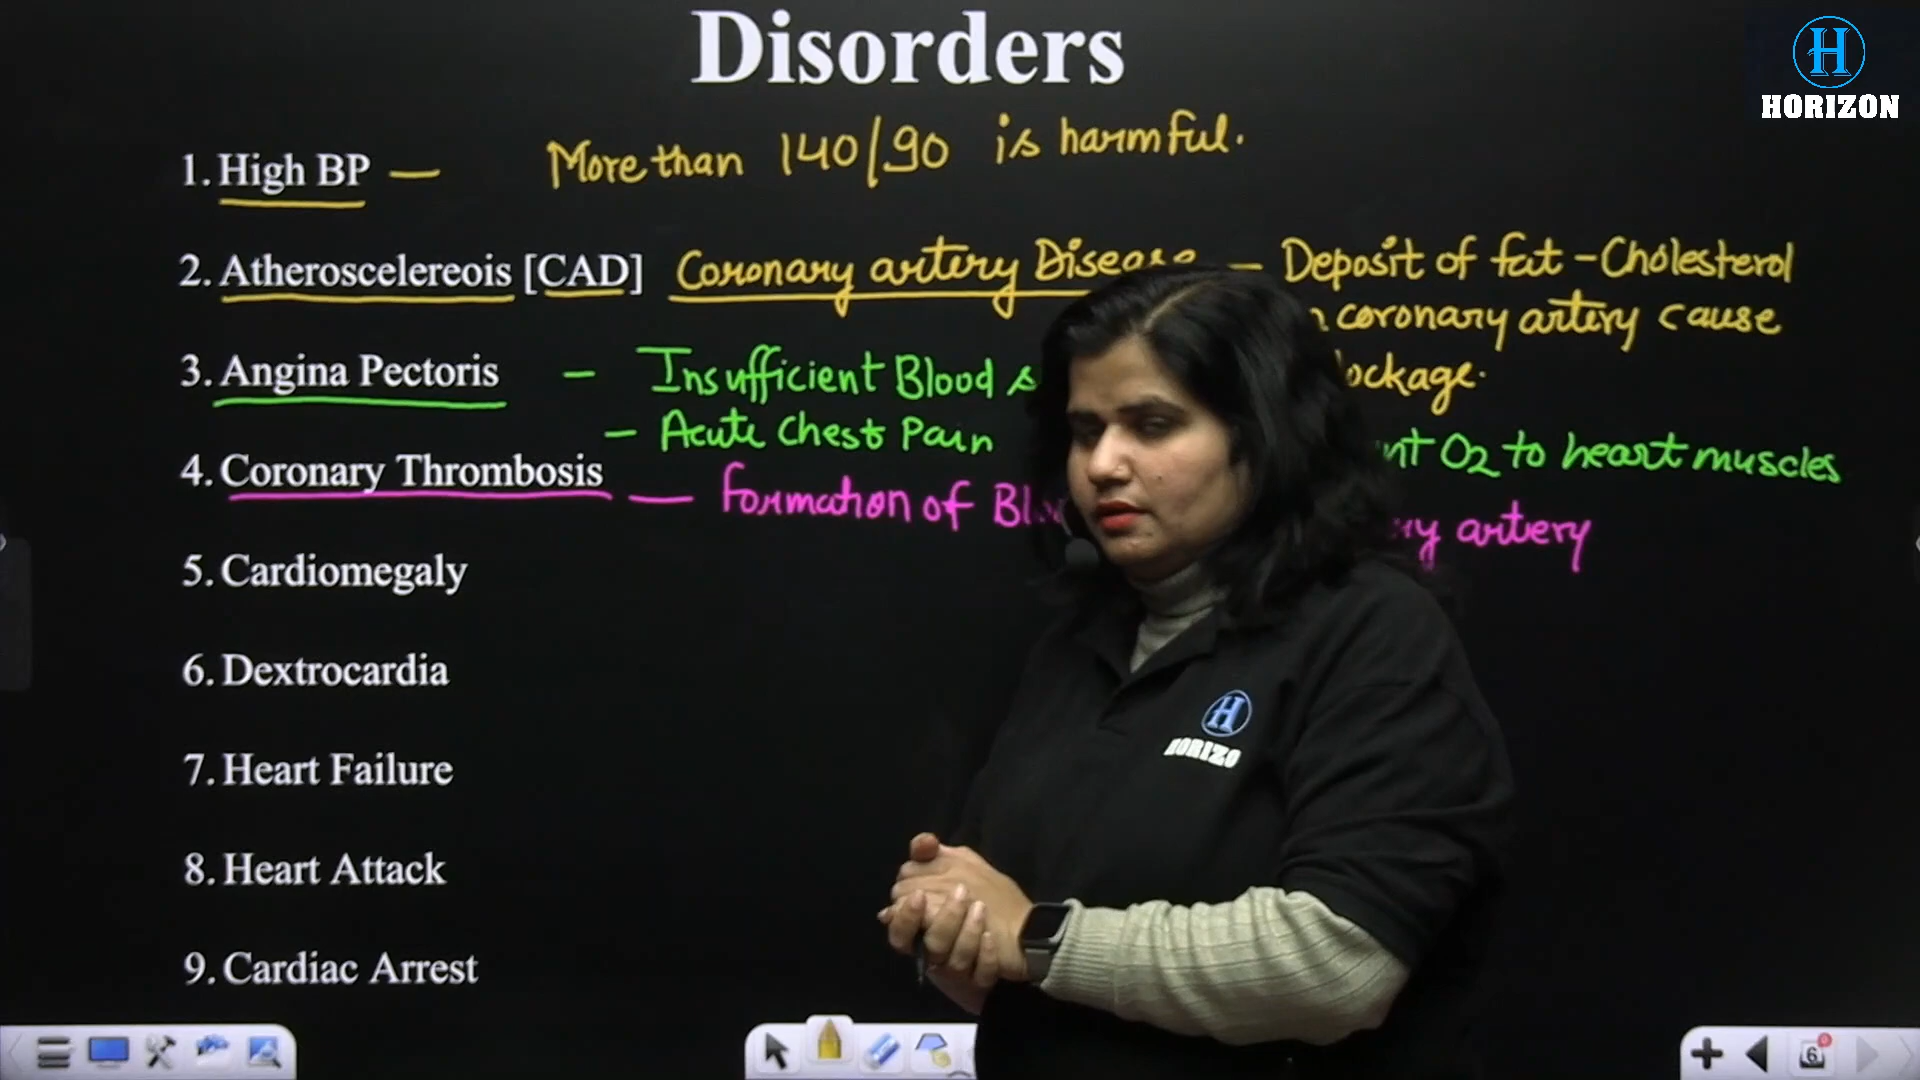 Disorders
H
HORIZON
1. High BP — More than 140/90 is harmful.
2. Atheroscelereois [CAD] Coronary artery Disease — Deposit of fat - Cholesterol
coronary artery cause
3. Angina Pectoris - Insufficient Blood
- Acute Chest Pain O2 to heart muscles
4. Coronary Thrombosis — Formation of artery
5. Cardiomegaly
6. Dextrocardia
7. Heart Failure
8. Heart Attack
9. Cardiac Arrest
H
HORIZO
6